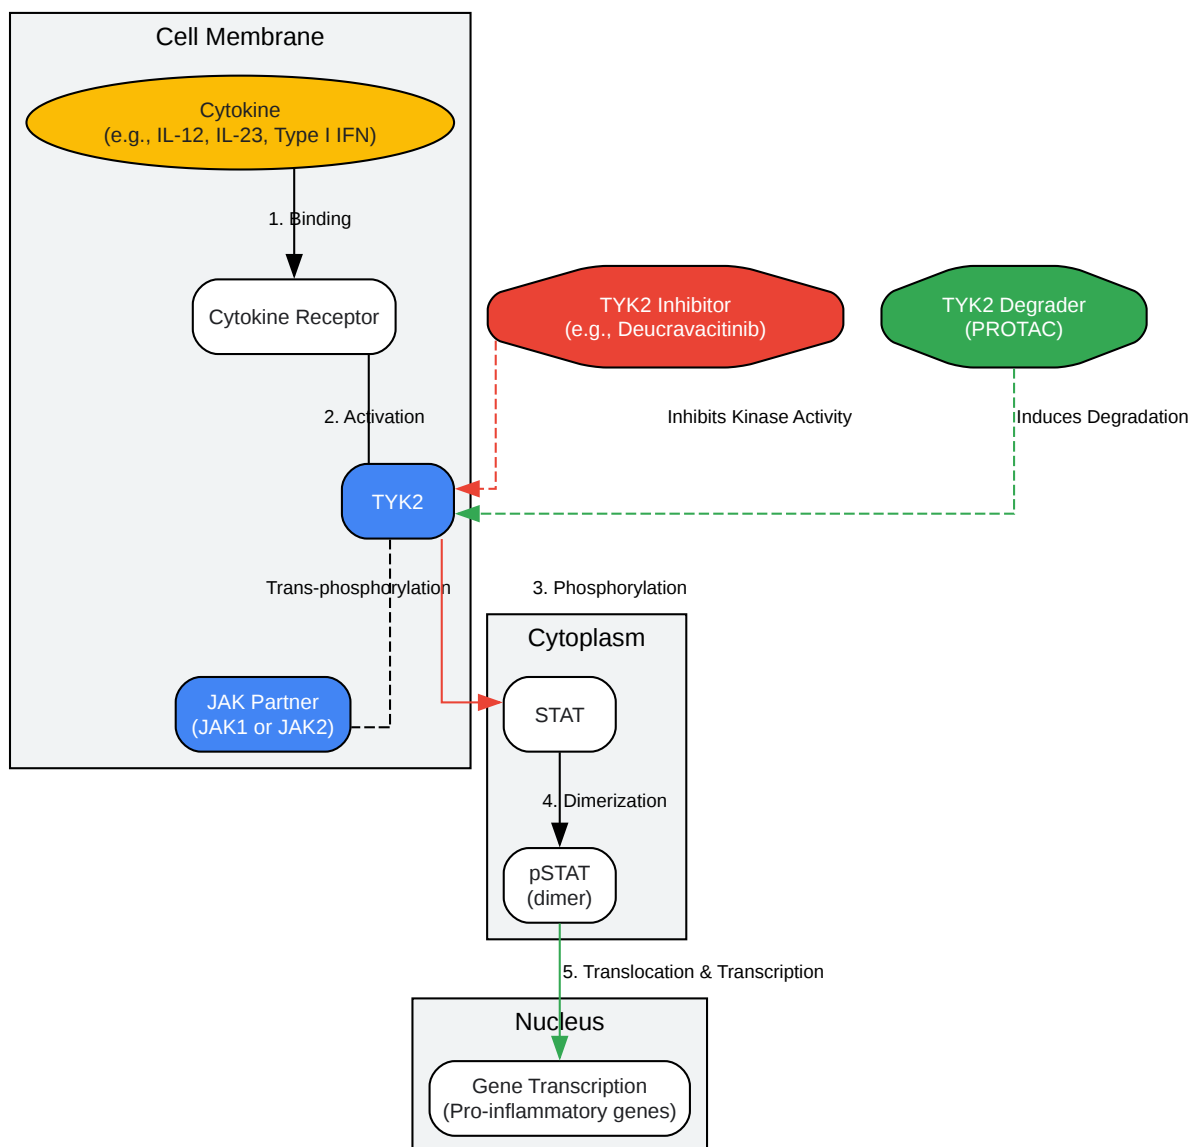 Cell Membrane
Cytokine
(e.g., IL-12, IL-23, Type I IFN)
1. Binding
Cytokine Receptor
TYK2 Inhibitor
(e.g., Deucravacitinib)
TYK2 Degrader
(PROTAC)
2. Activation
Inhibits Kinase Activity
Induces Degradation
TYK2
Trans-phosphorylation
3. Phosphorylation
Cytoplasm
JAK Partner
(JAK1 or JAK2)
STAT
4. Dimerization
pSTAT
(dimer)
5. Translocation & Transcription
Nucleus
Gene Transcription
(Pro-inflammatory genes)